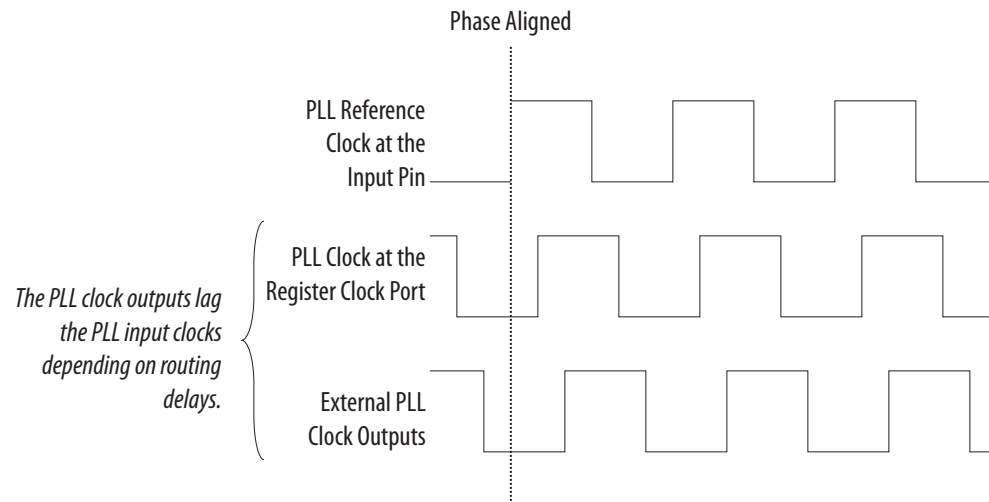 Phase Aligned
PLL Reference
Clock at the
Input Pin
PLL Clock at the
Register Clock Port
The PLL clock outputs lag
the PLL input clocks
depending on routing
delays.
External PLL
Clock Outputs